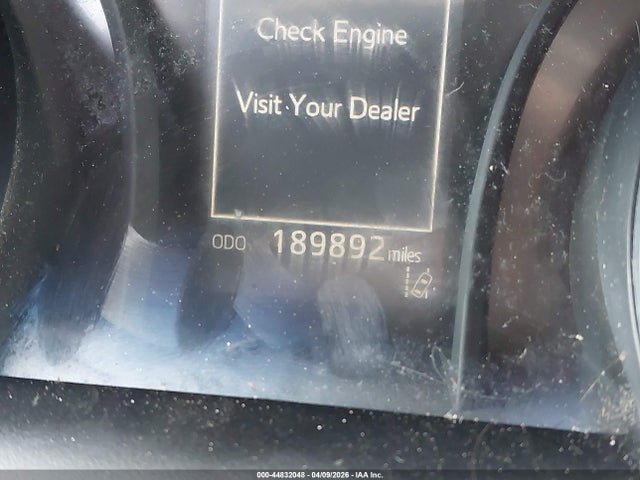 Check Engine
Visit Your Dealer
ODO. 189892 miles
000-44832048 - 04/09/2026 - IAA Inc.